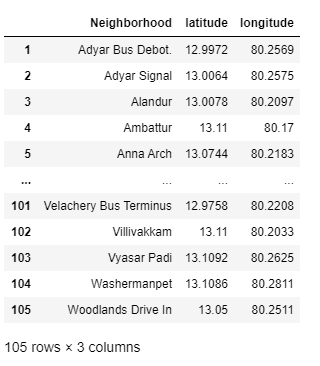 Neighborhood latitude longitude
1 Adyar Bus Debot. 12.9972 80.2569
2 Adyar Signal 13.0064 80.2575
3 Alandur 13.0078 80.2097
4 Ambattur 13.11 80.17
5 Anna Arch 13.0744 80.2183
... ... ... ...
101 Velachery Bus Terminus 12.9758 80.2208
102 Villivakkam 13.11 80.2033
103 Vyasar Padi 13.1092 80.2625
104 Washermanpet 13.1086 80.2811
105 Woodlands Drive In 13.05 80.2511
105 rows × 3 columns